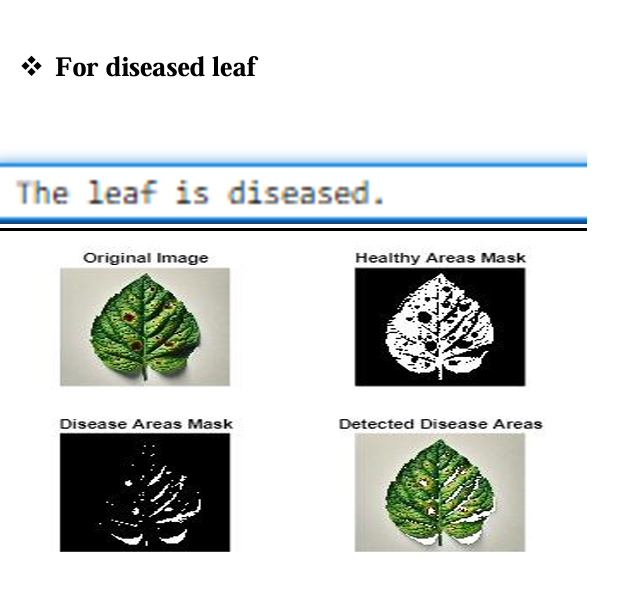 ❖ For diseased leaf
The leaf is diseased.
Original Image
Healthy Areas Mask
Disease Areas Mask
Detected Disease Areas